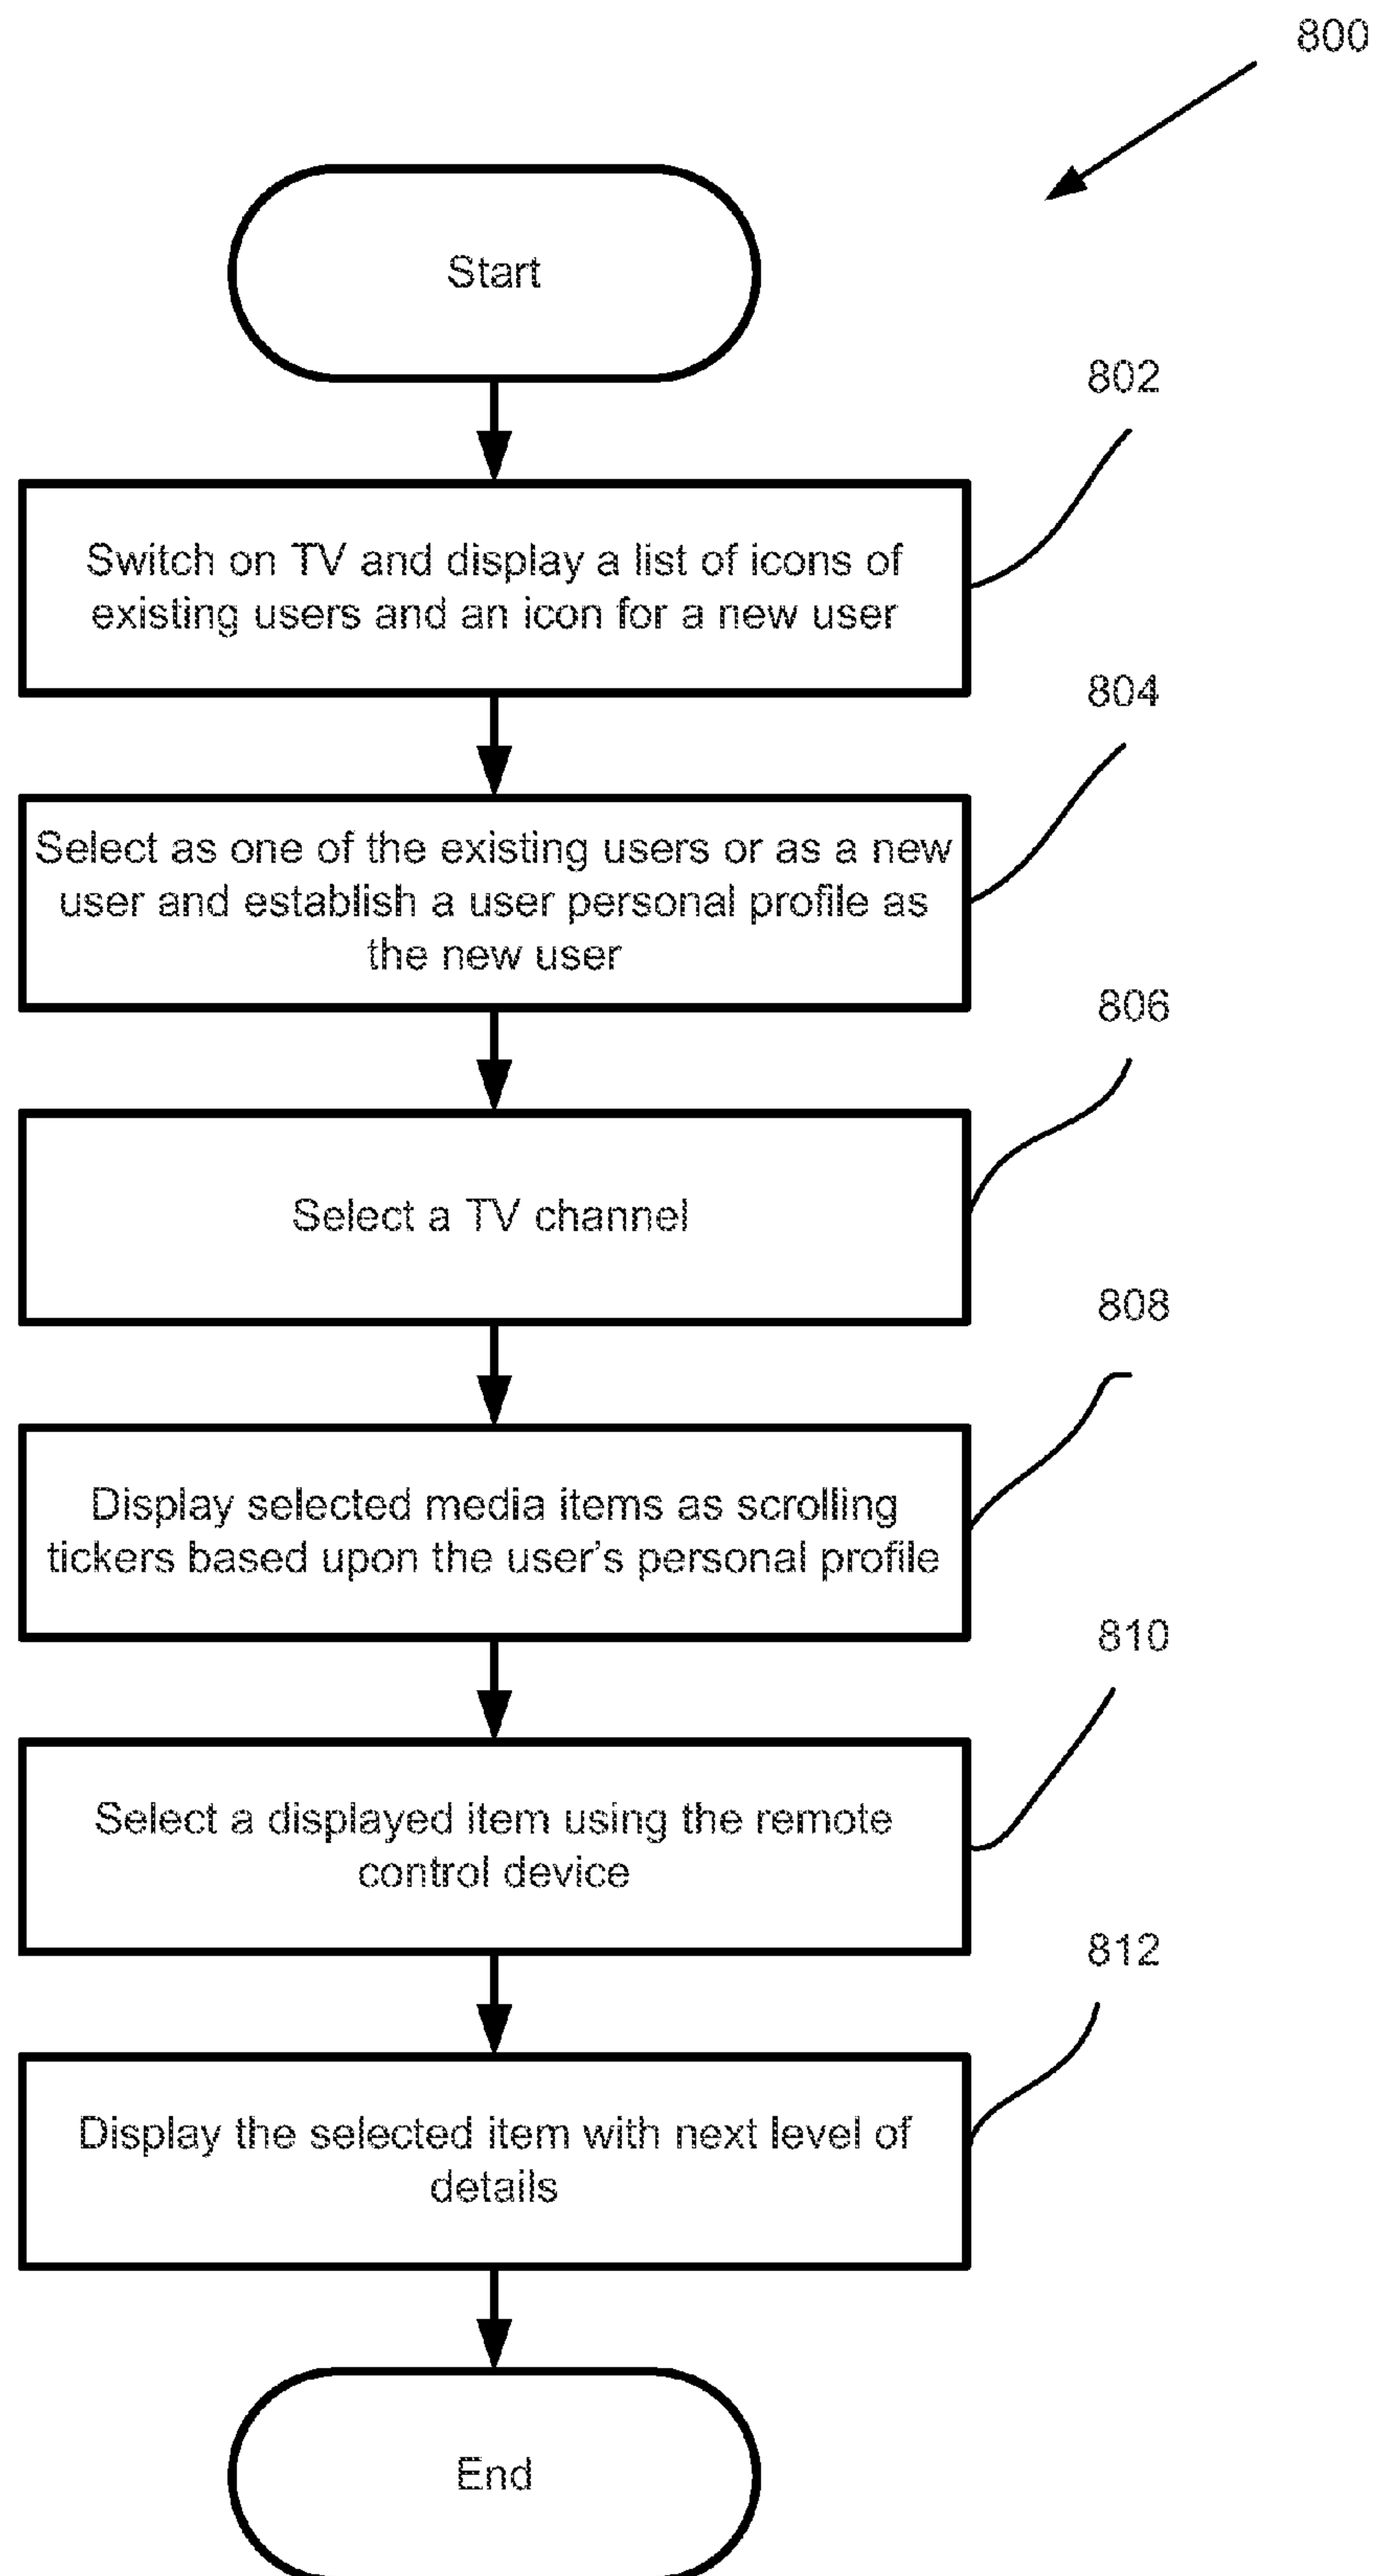 800
Start
802
Switch on TV and display a list of icons of
existing users and an icon for a new user
804
Select as one of the existing users or as a new
user and establish a user personal profile as
the new user
806
Select a TV channel
808
Display selected media items as scrolling
tickers based upon the user's personal profile
810
Select a displayed item using the remote
control device
812
Display the selected item with next level of
details
End